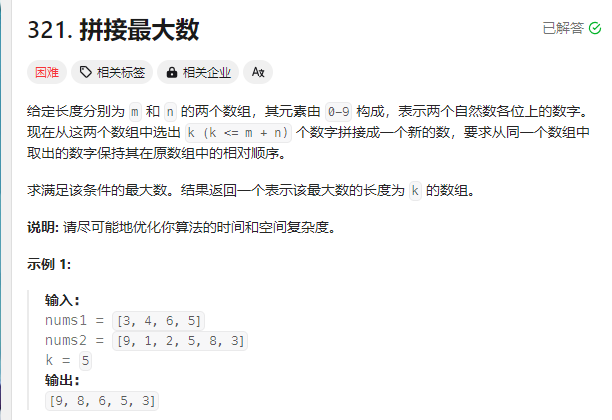 321. 拼接最大数
已解答
困难 相关标签 相关企业 A文
给定长度分别为 m 和 n 的两个数组，其元素由 0-9 构成，表示两个自然数各位上的数字。
现在从这两个数组中选出 k (k <= m + n) 个数字拼接成一个新的数，要求从同一个数组中
取出的数字保持其在原数组中的相对顺序。
求满足该条件的最大数。结果返回一个表示该最大数的长度为 k 的数组。
说明: 请尽可能地优化你算法的时间和空间复杂度。
示例 1:
输入:
nums1 = [3, 4, 6, 5]
nums2 = [9, 1, 2, 5, 8, 3]
k = 5
输出:
[9, 8, 6, 5, 3]